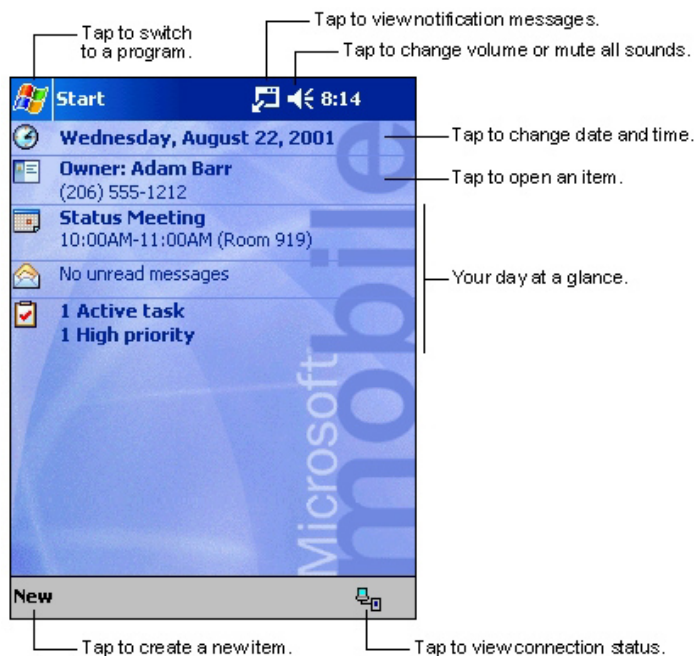 Tap to view notification messages.
Tap to switch
to a program.
Tap to change volume or mute all sounds.
Start
8:14
Wednesday, August 22, 2001
Tap to change date and time.
Owner: Adam Barr
(206) 555-1212
Tap to open an item.
Status Meeting
10:00AM-11:00AM (Room 919)
No unread messages
Your day at a glance.
1 Active task
1 High priority
Microsoft
mobile
New
Tap to create a new item.
Tap to view connection status.